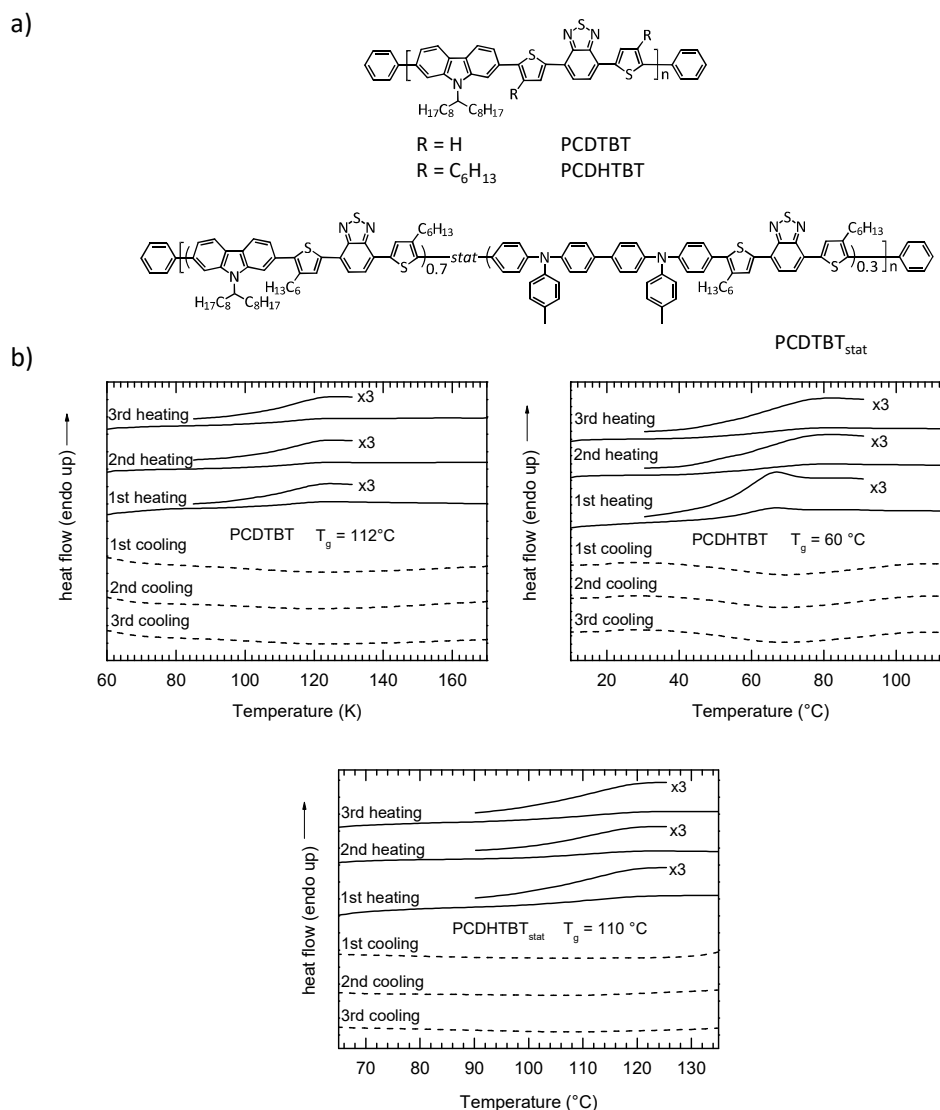 a)
S
N N
R
S S
n
N
R
H17C8 C8H17
R = H PCDTBT
R = C6H13 PCDHTBT
S
N N
C6H13
S S
0.7
stat
N
H13C6
H17C8 C8H17
N N
S
N N
C6H13
S S
0.3
n
H13C6
PCDTBTstat
b)
heat flow (endo up)
3rd heating x3
2nd heating x3
1st heating x3
PCDTBT Tg = 112°C
1st cooling
2nd cooling
3rd cooling
60 80 100 120 140 160
Temperature (K)
heat flow (endo up)
3rd heating x3
2nd heating x3
1st heating x3
1st cooling PCDHTBT Tg = 60 °C
2nd cooling
3rd cooling
20 40 60 80 100
Temperature (°C)
heat flow (endo up)
3rd heating x3
2nd heating x3
1st heating x3
PCDHTBTstat Tg = 110 °C
1st cooling
2nd cooling
3rd cooling
70 80 90 100 110 120 130
Temperature (°C)